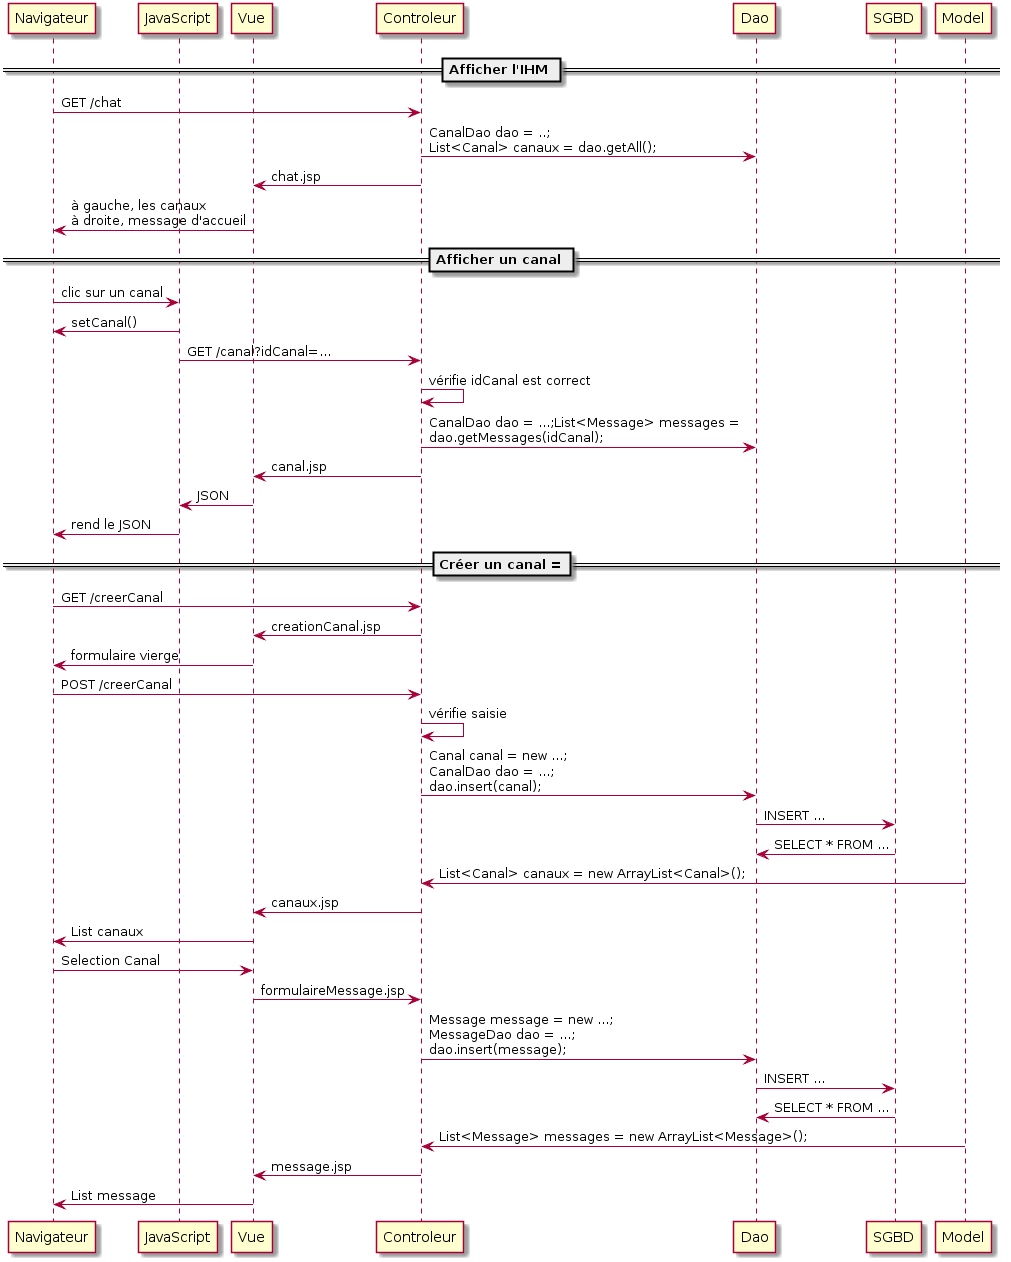 Navigateur JavaScript Vue Controleur Dao SGBD Model
Afficher l'IHM
GET /chat
CanalDao dao = ..;
List<Canal> canaux = dao.getAll();
chat.jsp
à gauche, les canaux
à droite, message d'accueil
Afficher un canal
clic sur un canal
setCanal()
GET /canal?idCanal=...
vérifie idCanal est correct
CanalDao dao = ...;List<Message> messages =
dao.getMessages(idCanal);
canal.jsp
JSON
rend le JSON
Créer un canal =
GET /creerCanal
creationCanal.jsp
formulaire vierge
POST /creerCanal
vérifie saisie
Canal canal = new ...;
CanalDao dao = ...;
dao.insert(canal);
INSERT ...
SELECT * FROM ...
List<Canal> canaux = new ArrayList<Canal>();
canaux.jsp
List canaux
Selection Canal
formulaireMessage.jsp
Message message = new ...;
MessageDao dao = ...;
dao.insert(message);
INSERT ...
SELECT * FROM ...
List<Message> messages = new ArrayList<Message>();
message.jsp
List message
Navigateur JavaScript Vue Controleur Dao SGBD Model